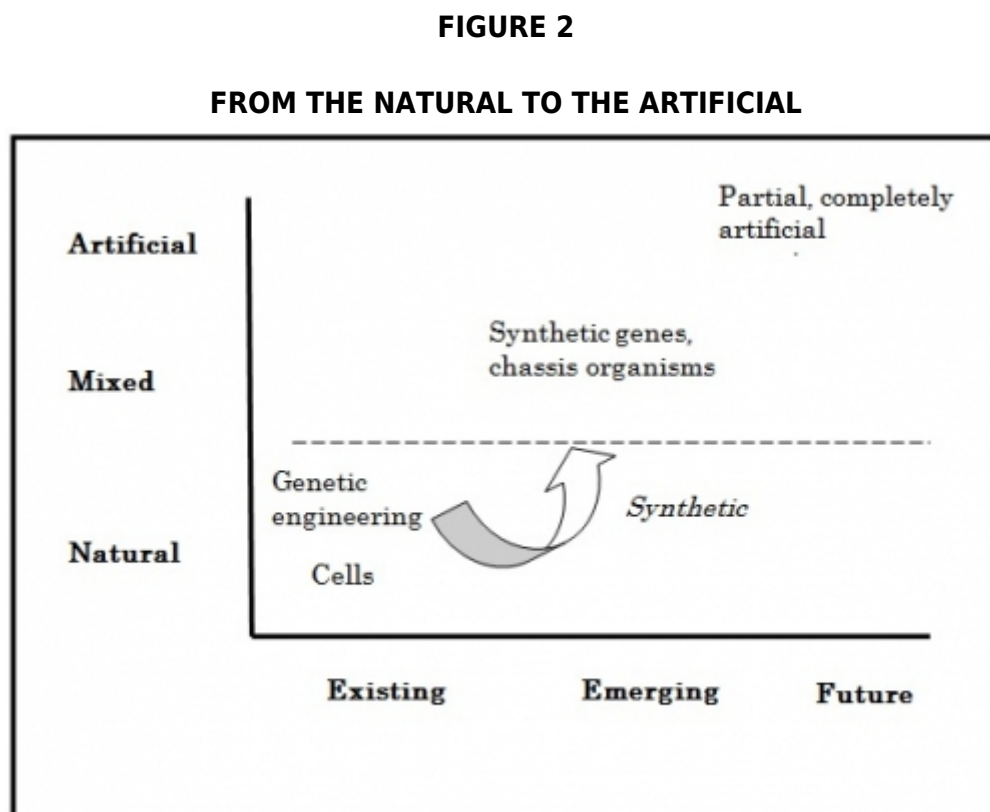 FIGURE 2
FROM THE NATURAL TO THE ARTIFICIAL
Partial, completely
artificial
Artificial
Synthetic genes,
chassis organisms
Mixed
Genetic
engineering
Synthetic
Natural
Cells
Existing
Emerging
Future